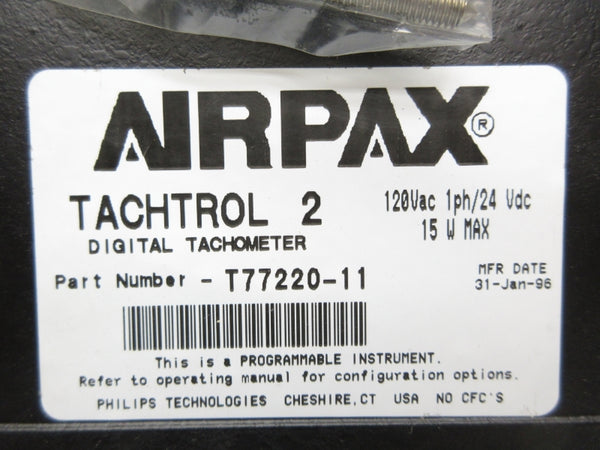 AIRPAX®
TACHTROL 2
120Vac 1ph/24 Vdc
15 W MAX
DIGITAL TACHOMETER
Part Number - T77220-11
MFR DATE
31-Jan-96
This is a PROGRAMMABLE INSTRUMENT.
Refer to operating manual for configuration options.
PHILIPS TECHNOLOGIES CHESHIRE,CT USA NO CFC'S